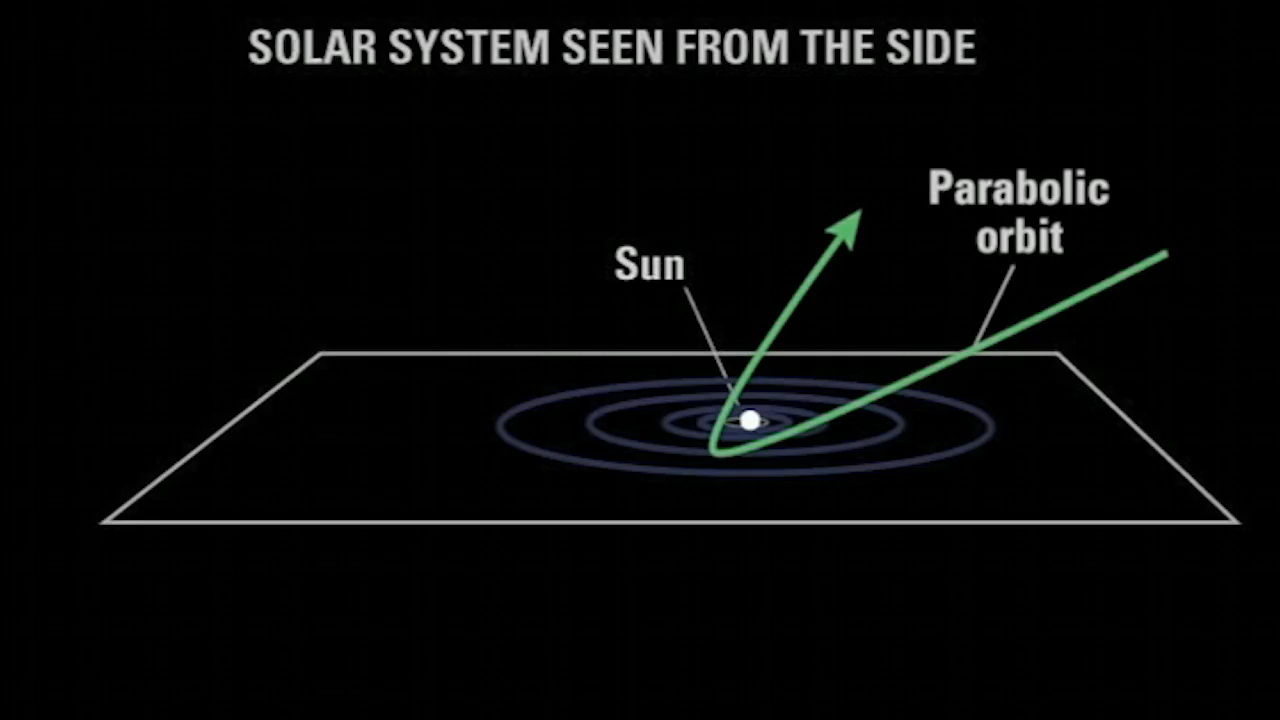 SOLAR SYSTEM SEEN FROM THE SIDE
Parabolic
orbit
Sun